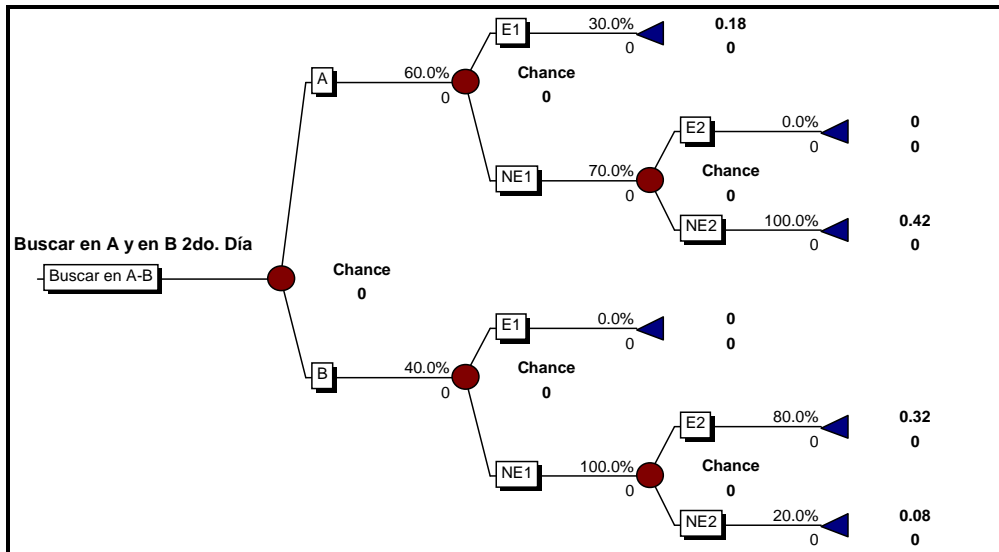 E1 30.0% 0.18
0 0
A 60.0% Chance
0 0
E2 0.0% 0
0 0
NE1 70.0% Chance
0 0
NE2 100.0% 0.42
0 0
Buscar en A y en B 2do. Día
Buscar en A-B Chance
0
E1 0.0% 0
0 0
B 40.0% Chance
0 0
E2 80.0% 0.32
0 0
NE1 100.0% Chance
0 0
NE2 20.0% 0.08
0 0